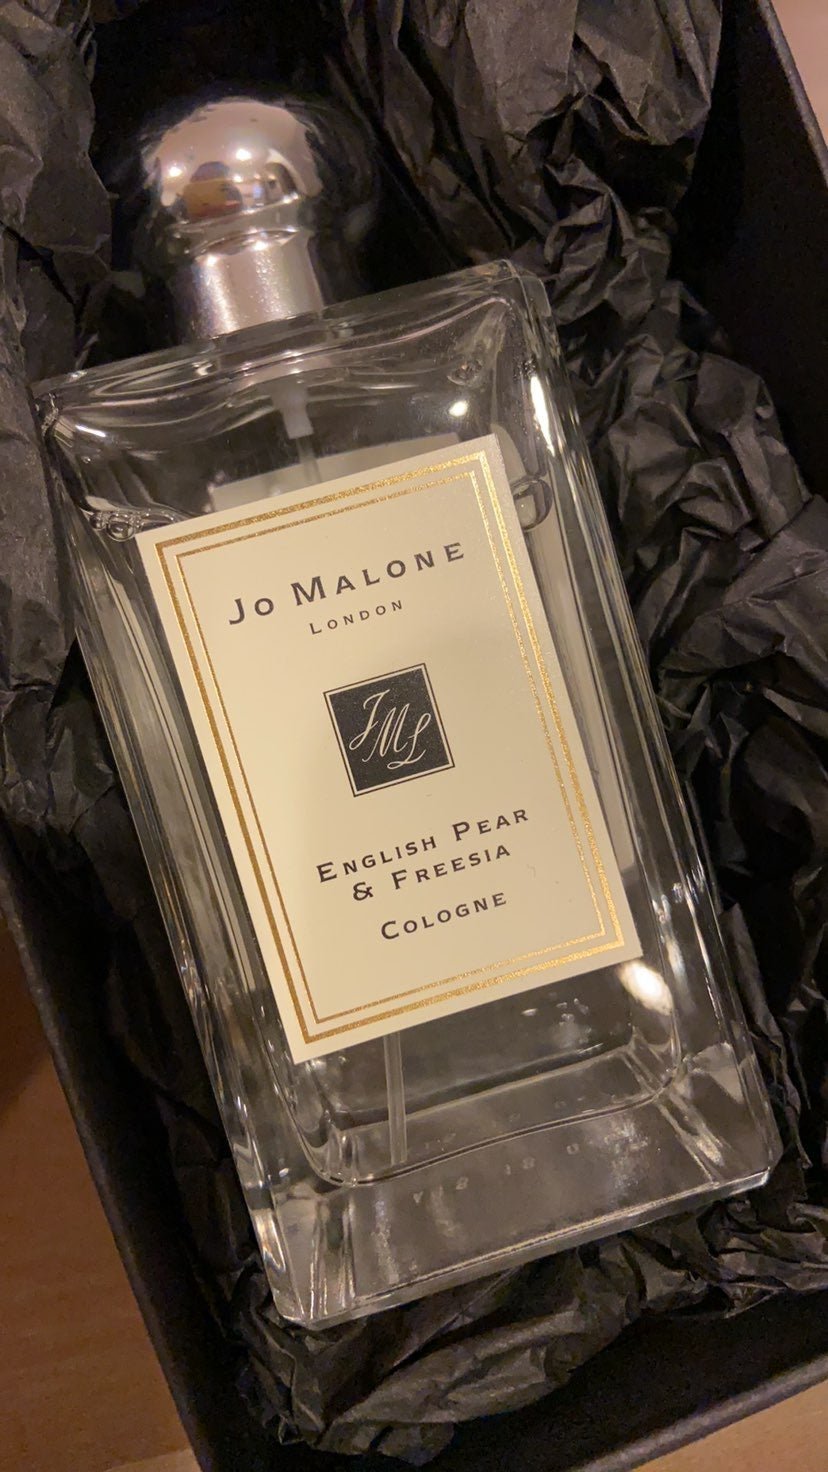 JO MALONE
LONDON
JML
ENGLISH PEAR
& FREESIA
COLOGNE